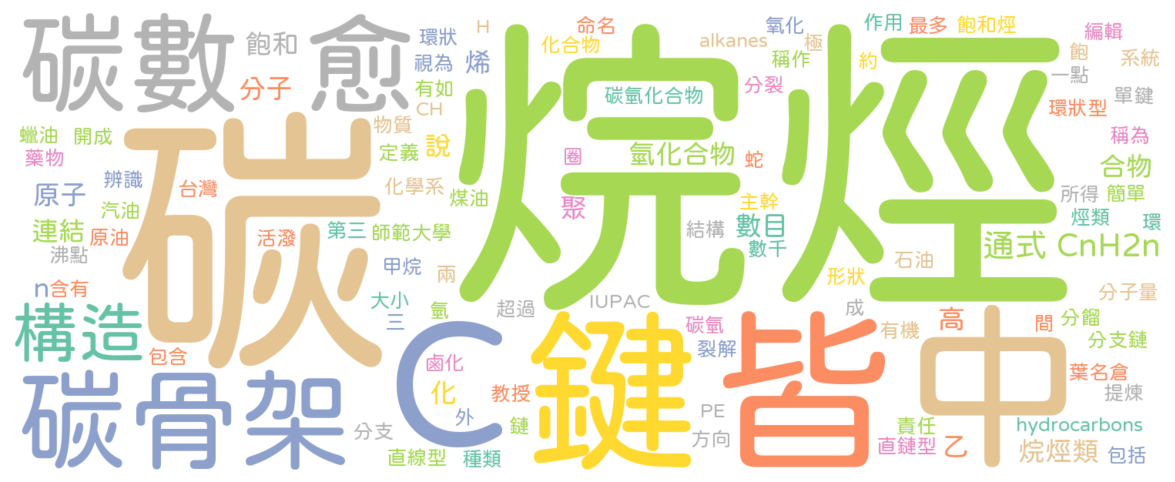 碳數愈
飽和
分子
環狀
視為
有如
CH
H
烯
化合物
命名
alkanes
氧化
稱作
極
約
作用
最多
飽和烴
飽
一點
編輯
系統
單鍵
環狀型
稱為
合物
簡單
所得
烴類
環
烷烴
碳氫化合物
分裂
圈
氫化合物
蛇
聚
主幹
數目
數千
結構
通式 CnH2n
石油
形狀
分子量
碳
物質
定義
說
化學系
煤油
蠟油
開成
藥物
原子
辨識
台灣
汽油
連結
原油
沸點
活潑
第三
師範大學
甲烷
兩
n
含有
大小
三
氫
超過
IUPAC
成
有機
高
間
分餾
分支鏈
構造
包含
碳骨架
C
鹵化
化
外
教授
鏈
分支
直線型
種類
鍵
碳氫
裂解
PE
方向
皆
中
葉名倉
提煉
責任
直鏈型
乙
hydrocarbons
烷烴類
包括